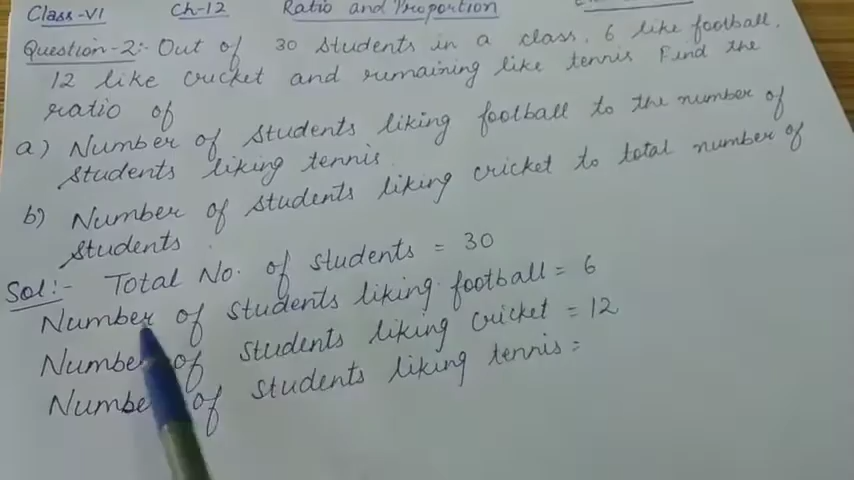 Class-VI Ch-12 Ratio and Proportion
Question-2:- Out of 30 students in a class, 6 like football,
12 like cricket and remaining like tennis Find the
ratio of
a) Number of students liking football to the number of
students liking tennis.
b) Number of students liking cricket to total number of
students.
Sol:- Total No. of students = 30
Number of students liking football = 6
Number of students liking cricket = 12
Number of students liking tennis =